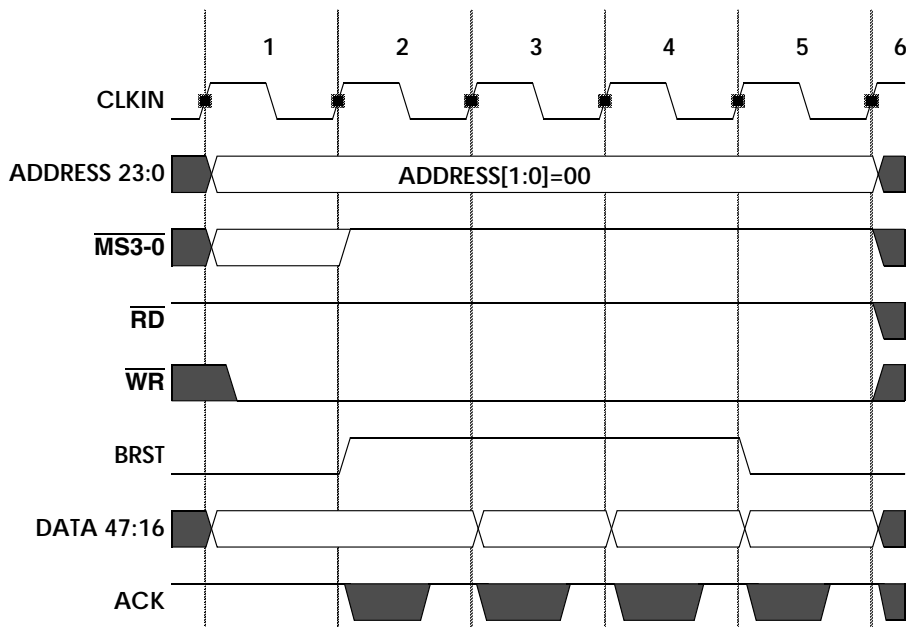 1 2 3 4 5 6
CLKIN
ADDRESS 23:0 ADDRESS[1:0]=00
MS3-0
RD
WR
BRST
DATA 47:16
ACK